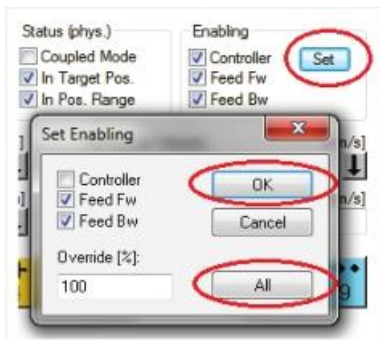 Status (phys.)
Enabling
Coupled Mode
Controller
Set
In Target Pos.
Feed Fw
In Pos. Range
Feed Bw
Set Enabling
n/s]
Controller
OK
n/s]
Feed Fw
Feed Bw
Cancel
Override [%]:
100
All
9